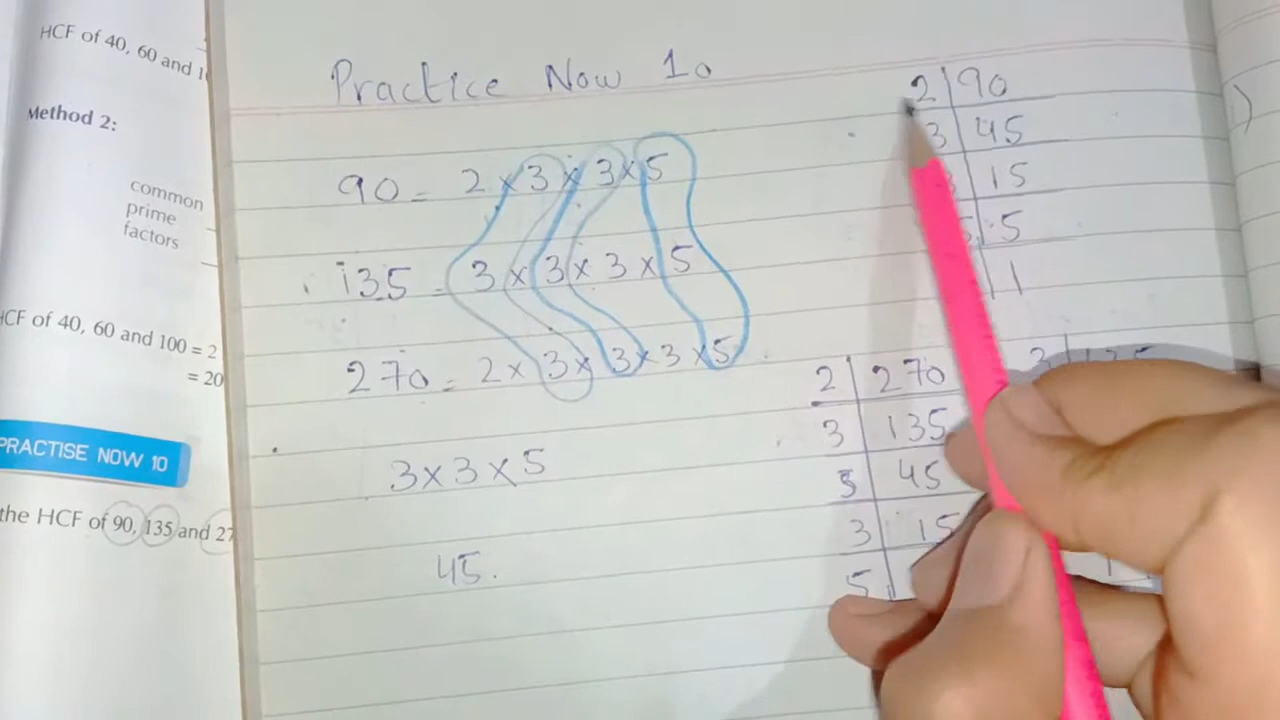 HCF of 40, 60 and
Method 2:
common
prime
factors
HCF of 40, 60 and 100 = 2
= 20
PRACTISE NOW 10
the HCF of 90, 135 and 27
Practice Now 10
90 = 2 x 3 x 3 x 5
135 = 3 x 3 x 3 x 5
270 = 2 x 3 x 3 x 3 x 5
3 x 3 x 5
45.
2 | 90
3 | 45
15
5
1
2 | 270
3 | 135
3 | 45
3 | 15
5